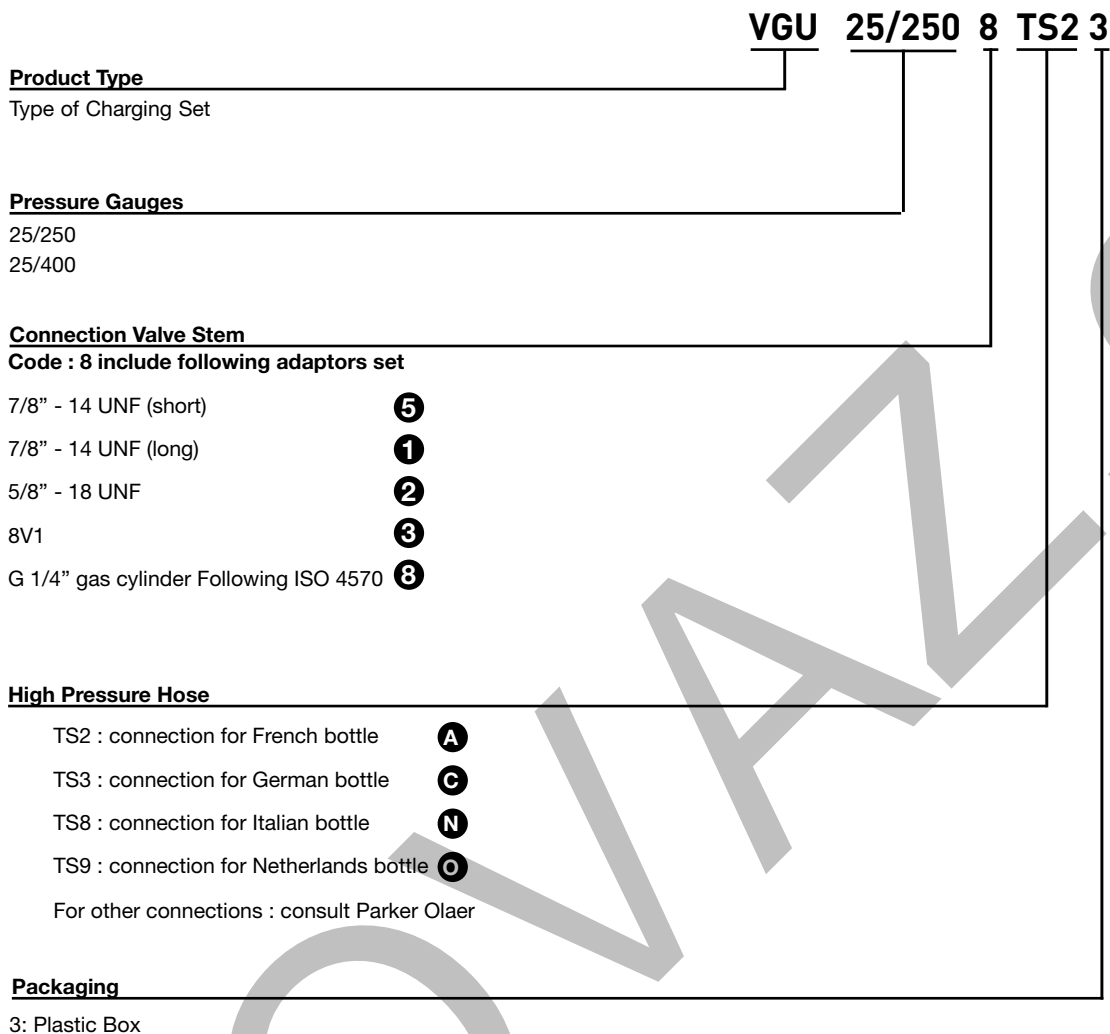 VGU 25/250 8 TS2 3
Product Type
Type of Charging Set
Pressure Gauges
25/250
25/400
Connection Valve Stem
Code : 8 include following adaptors set
7/8” - 14 UNF (short) 5
7/8” - 14 UNF (long) 1
5/8” - 18 UNF 2
8V1 3
G 1/4” gas cylinder Following ISO 4570 8
High Pressure Hose
TS2 : connection for French bottle A
TS3 : connection for German bottle C
TS8 : connection for Italian bottle N
TS9 : connection for Netherlands bottle O
For other connections : consult Parker Olaer
Packaging
3: Plastic Box